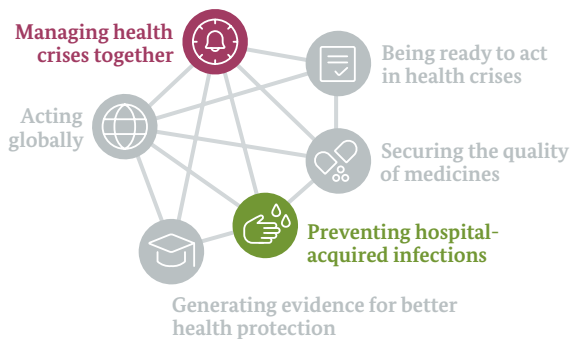 Managing health
crises together
Being ready to act
in health crises
Acting
globally
Securing the quality
of medicines
Preventing hospital-
acquired infections
Generating evidence for better
health protection